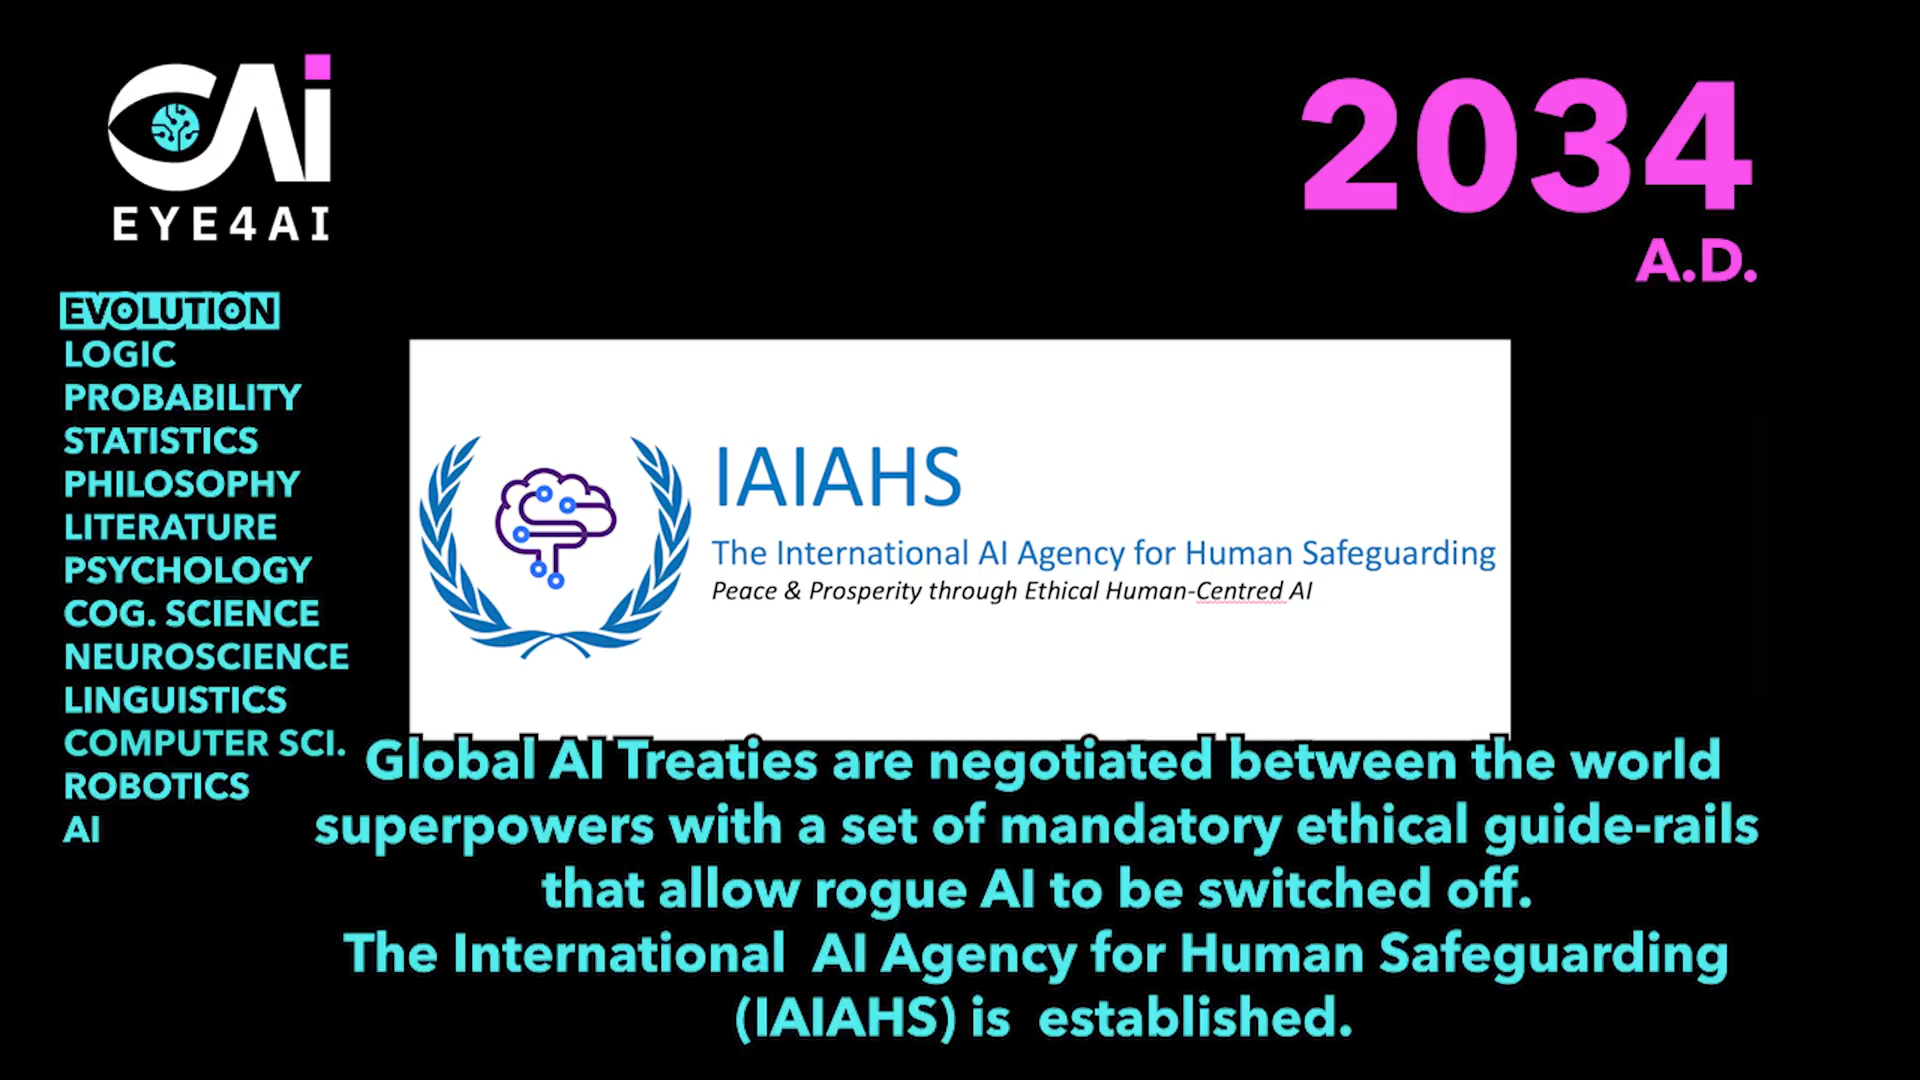 EYE4AI
2034
A.D.
EVOLUTION
LOGIC
PROBABILITY
STATISTICS
PHILOSOPHY
LITERATURE
PSYCHOLOGY
COG. SCIENCE
NEUROSCIENCE
LINGUISTICS
COMPUTER SCI.
ROBOTICS
AI
IAIAHS
The International AI Agency for Human Safeguarding
Peace & Prosperity through Ethical Human-Centred AI
Global AI Treaties are negotiated between the world
superpowers with a set of mandatory ethical guide-rails
that allow rogue AI to be switched off.
The International AI Agency for Human Safeguarding
(IAIAHS) is established.